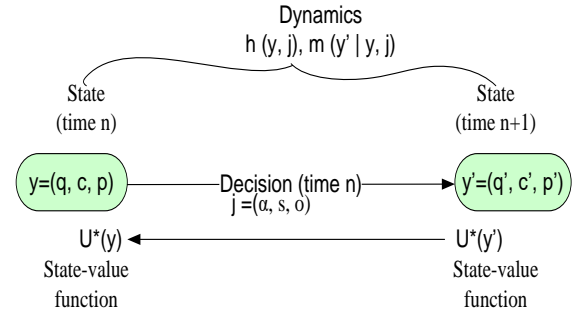 Dynamics
h (y, j), m (y' | y, j)
State
(time n)
State
(time n+1)
y=(q, c, p)
Decision (time n)
j =(α, s, o)
y'=(q', c', p')
U*(y)
U*(y')
State-value
function
State-value
function